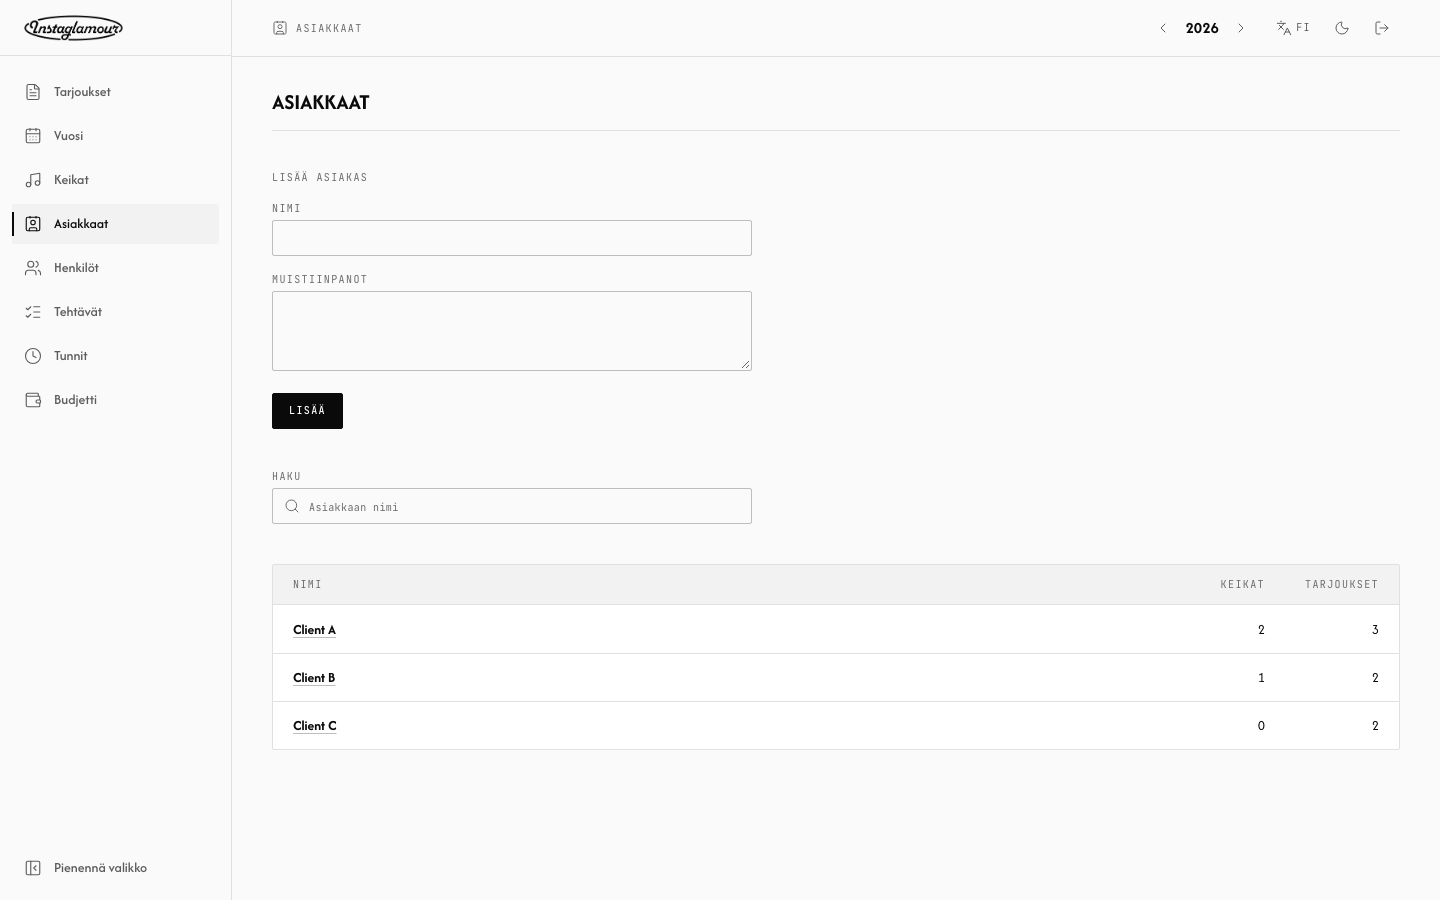 Instaglamour
ASIAKKAAT
2026
FI
Tarjoukset
Vuosi
Keikat
Asiakkaat
Henkilöt
Tehtävät
Tunnit
Budjetti
Pienennä valikko
ASIAKKAAT
LISÄÄ ASIAKAS
NIMI
MUISTIINPANOT
LISÄÄ
HAKU
Asiakkaan nimi
NIMI KEIKAT TARJOUKSET
Client A 2 3
Client B 1 2
Client C 0 2